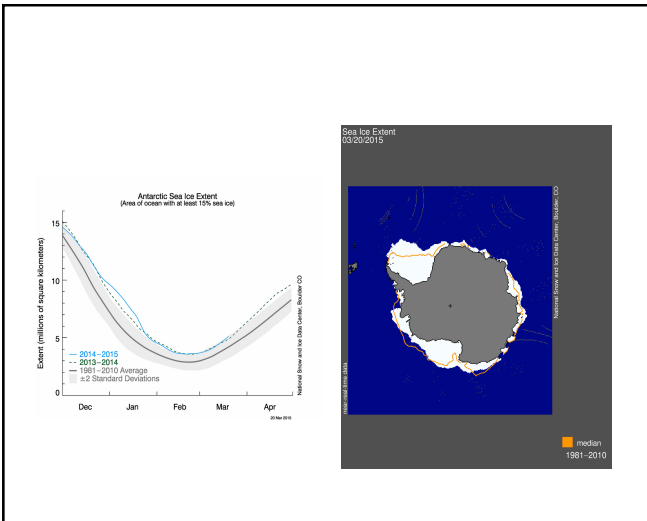 Antarctic Sea Ice Extent
(Area of ocean with at least 15% sea ice)
Extent (millions of square kilometers)
15
10
5
0
2014–2015
2013–2014
1981–2010 Average
±2 Standard Deviations
Dec Jan Feb Mar Apr
20 Mar 2015
National Snow and Ice Data Center, Boulder CO
Sea Ice Extent
03/20/2015
near-real-time data
National Snow and Ice Data Center, Boulder, CO
median
1981–2010